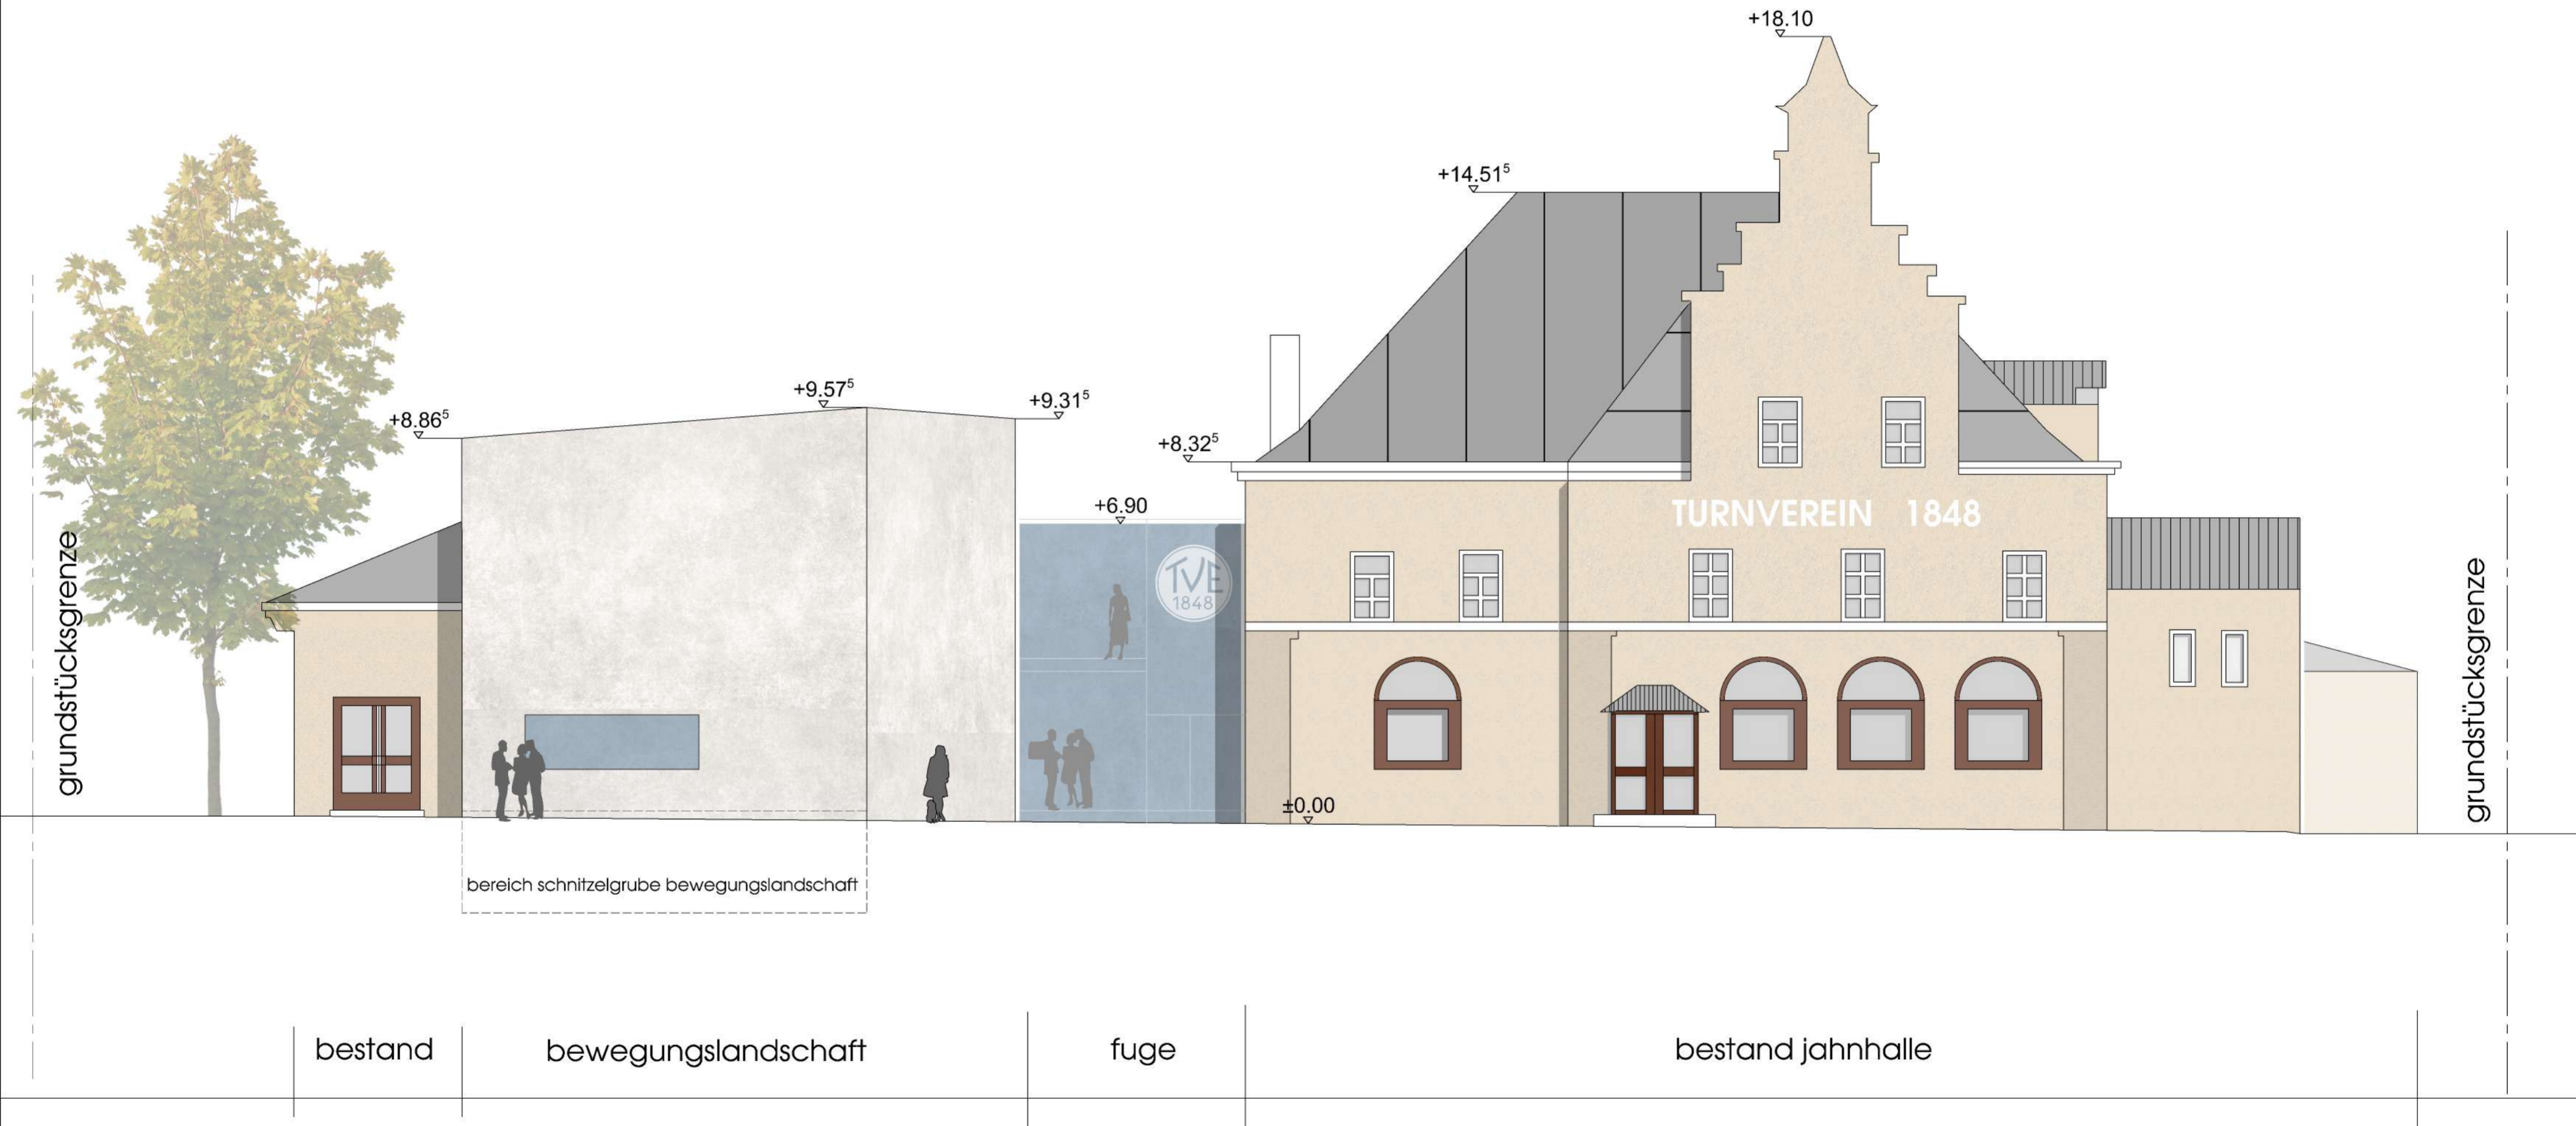 +18.10
+14.51⁵
+9.57⁵
+9.31⁵
+8.86⁵
+8.32⁵
+6.90
TURNVEREIN 1848
TVE
1848
grundstücksgrenze
grundstücksgrenze
±0.00
bereich schnitzelgrube bewegungslandschaft
bestand
bewegungslandschaft
fuge
bestand jahnhalle